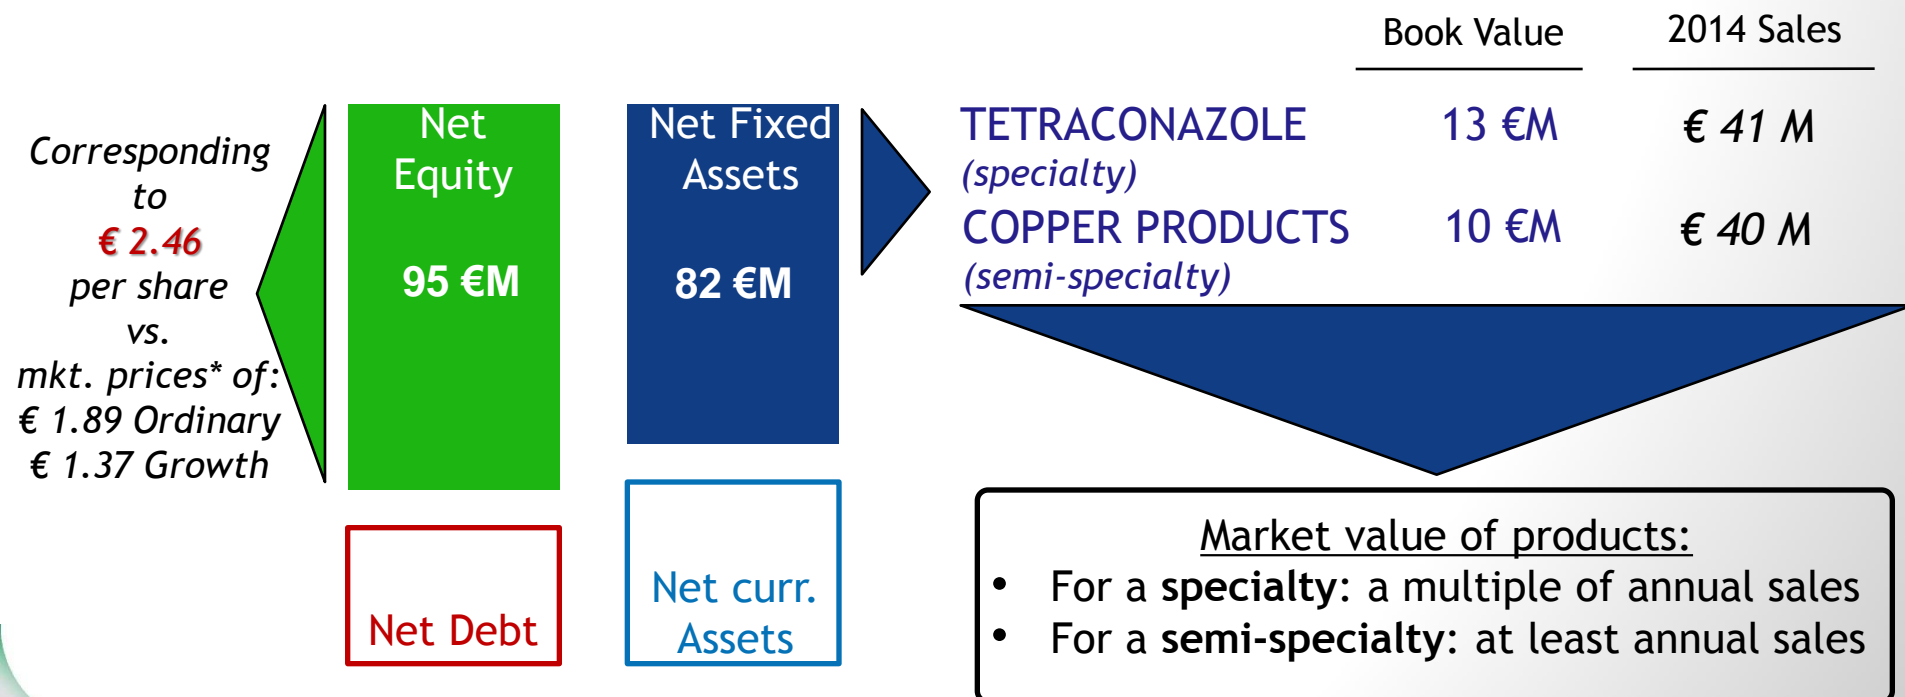 Book Value
2014 Sales
Corresponding
to
€ 2.46
per share
vs.
mkt. prices* of:
€ 1.89 Ordinary
€ 1.37 Growth
Net
Equity
95 €M
Net Debt
Net Fixed
Assets
82 €M
Net curr.
Assets
TETRACONAZOLE
(specialty)
13 €M
€ 41 M
COPPER PRODUCTS
(semi-specialty)
10 €M
€ 40 M
Market value of products:
• For a specialty: a multiple of annual sales
• For a semi-specialty: at least annual sales